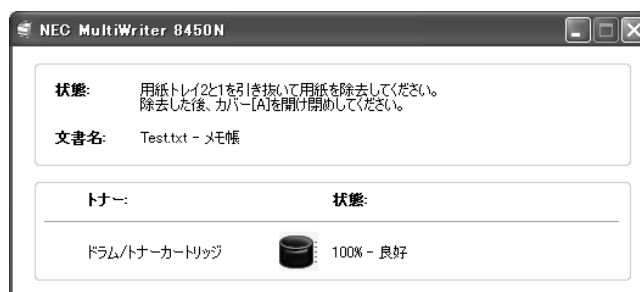 NEC MultiWriter 8450N
状態: 用紙トレイ2と1を引き抜いて用紙を除去してください。
除去した後、カバー[A]を開け閉めしてください。
文書名: Test.txt - メモ帳
トナー: 状態:
ドラム/トナーカートリッジ 100% - 良好